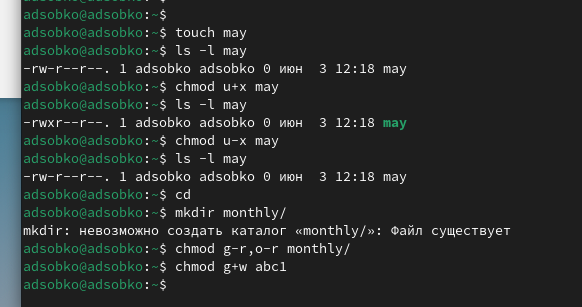 adsobko@adsobko:~$
adsobko@adsobko:~$ touch may
adsobko@adsobko:~$ ls -l may
-rw-r--r--. 1 adsobko adsobko 0 июн  3 12:18 may
adsobko@adsobko:~$ chmod u+x may
adsobko@adsobko:~$ ls -l may
-rwxr--r--. 1 adsobko adsobko 0 июн  3 12:18 may
adsobko@adsobko:~$ chmod u-x may
adsobko@adsobko:~$ ls -l may
-rw-r--r--. 1 adsobko adsobko 0 июн  3 12:18 may
adsobko@adsobko:~$ cd
adsobko@adsobko:~$ mkdir monthly/
mkdir: невозможно создать каталог «monthly/»: Файл существует
adsobko@adsobko:~$ chmod g-r,o-r monthly/
adsobko@adsobko:~$ chmod g+w abc1
adsobko@adsobko:~$